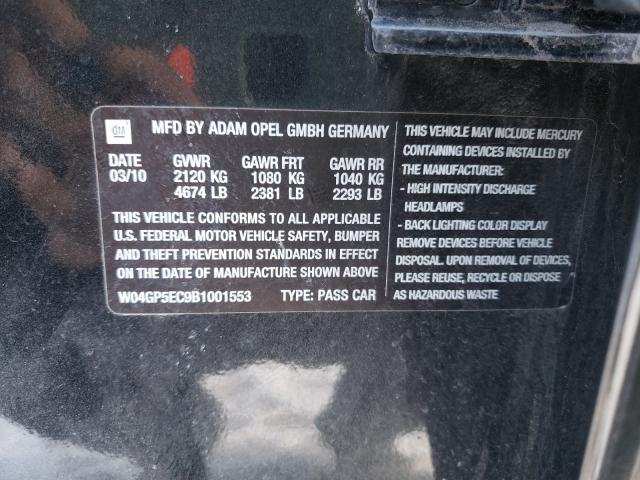 GM
MFD BY ADAM OPEL GMBH GERMANY
DATE GVWR GAWR FRT GAWR RR
03/10 2120 KG 1080 KG 1040 KG
4674 LB 2381 LB 2293 LB
THIS VEHICLE CONFORMS TO ALL APPLICABLE
U.S. FEDERAL MOTOR VEHICLE SAFETY, BUMPER
AND THEFT PREVENTION STANDARDS IN EFFECT
ON THE DATE OF MANUFACTURE SHOWN ABOVE
W04GP5EC9B1001553 TYPE: PASS CAR
THIS VEHICLE MAY INCLUDE MERCURY
CONTAINING DEVICES INSTALLED BY
THE MANUFACTURER:
- HIGH INTENSITY DISCHARGE
HEADLAMPS
- BACK LIGHTING COLOR DISPLAY
REMOVE DEVICES BEFORE VEHICLE
DISPOSAL. UPON REMOVAL OF DEVICES,
PLEASE REUSE, RECYCLE OR DISPOSE
AS HAZARDOUS WASTE